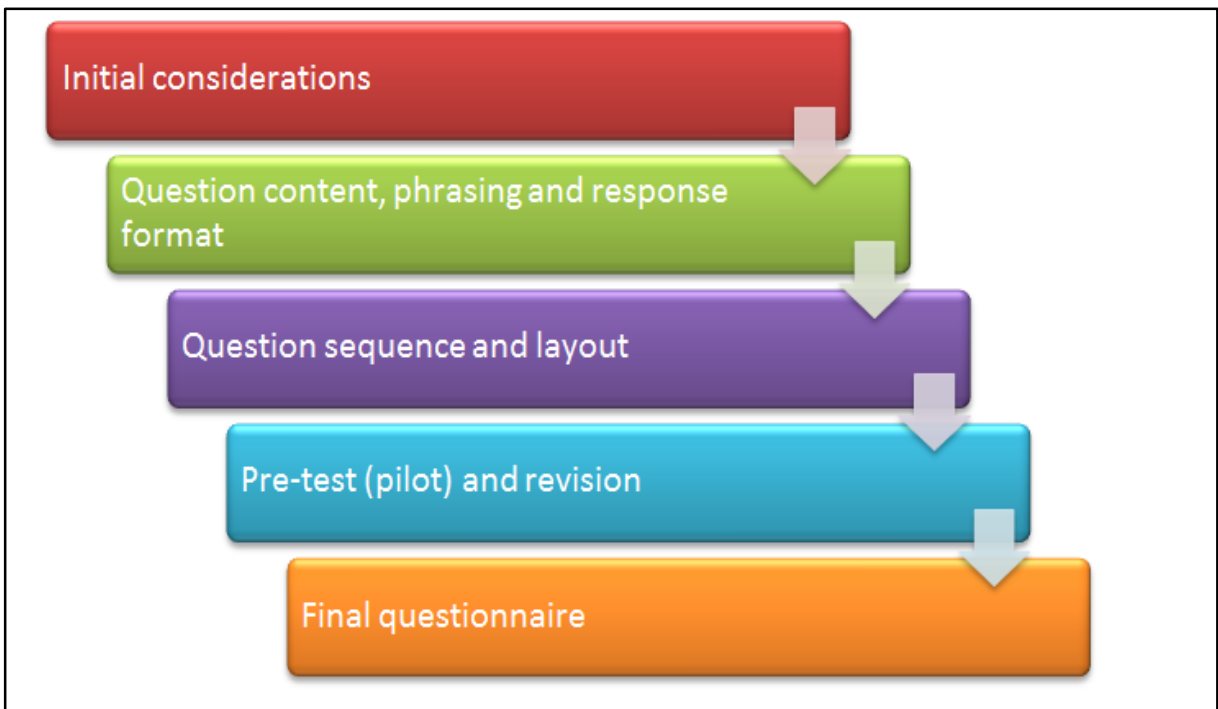 Initial considerations
Question content, phrasing and response
format
Question sequence and layout
Pre-test (pilot) and revision
Final questionnaire